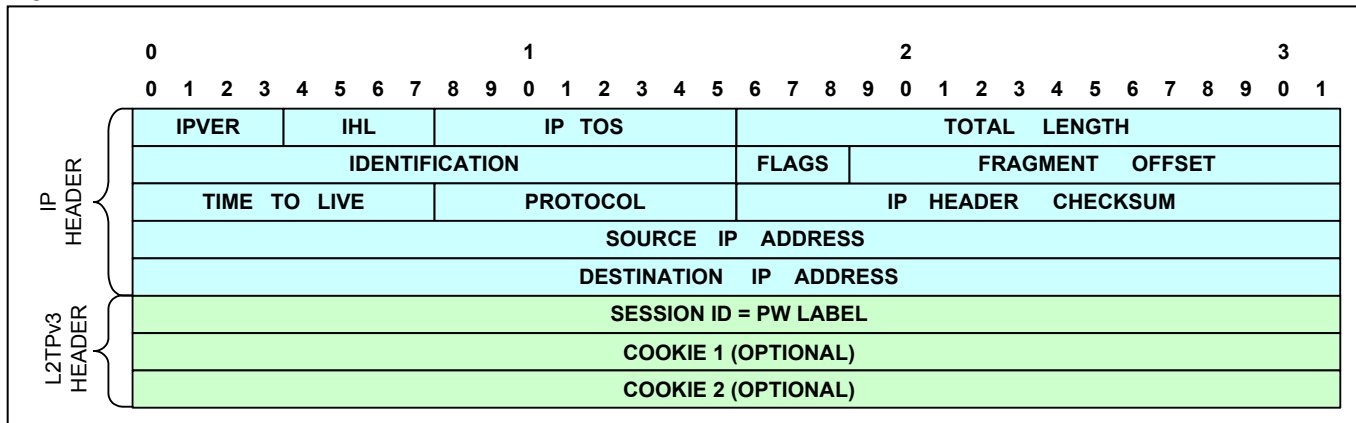 0 1 2 3
0 1 2 3 4 5 6 7 8 9 0 1 2 3 4 5 6 7 8 9 0 1 2 3 4 5 6 7 8 9 0 1
IP HEADER
IPVER IHL IP TOS TOTAL LENGTH
IDENTIFICATION FLAGS FRAGMENT OFFSET
TIME TO LIVE PROTOCOL IP HEADER CHECKSUM
SOURCE IP ADDRESS
DESTINATION IP ADDRESS
L2TPv3 HEADER
SESSION ID = PW LABEL
COOKIE 1 (OPTIONAL)
COOKIE 2 (OPTIONAL)